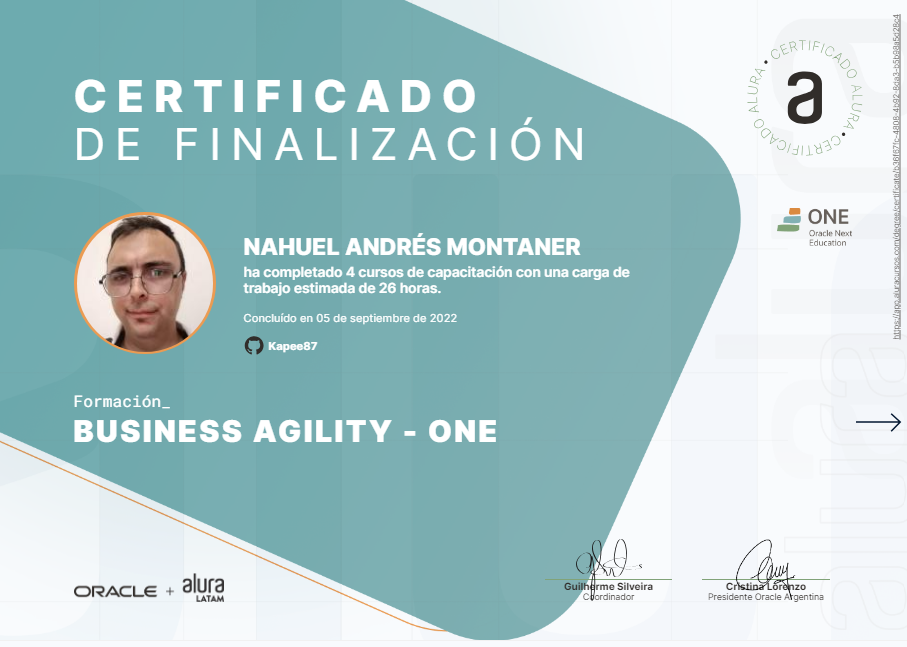 CERTIFICADO
DE FINALIZACIÓN
CERTIFICADO ALURA • CERTIFICADO ALURA •
a
ONE
Oracle Next
Education
NAHUEL ANDRÉS MONTANER
ha completado 4 cursos de capacitación con una carga de
trabajo estimada de 26 horas.
Concluído en 05 de septiembre de 2022
Kapee87
Formación_
BUSINESS AGILITY - ONE
ORACLE + alura
LATAM
Guilherme Silveira
Coordinador
Cristina Lorenzo
Presidente Oracle Argentina